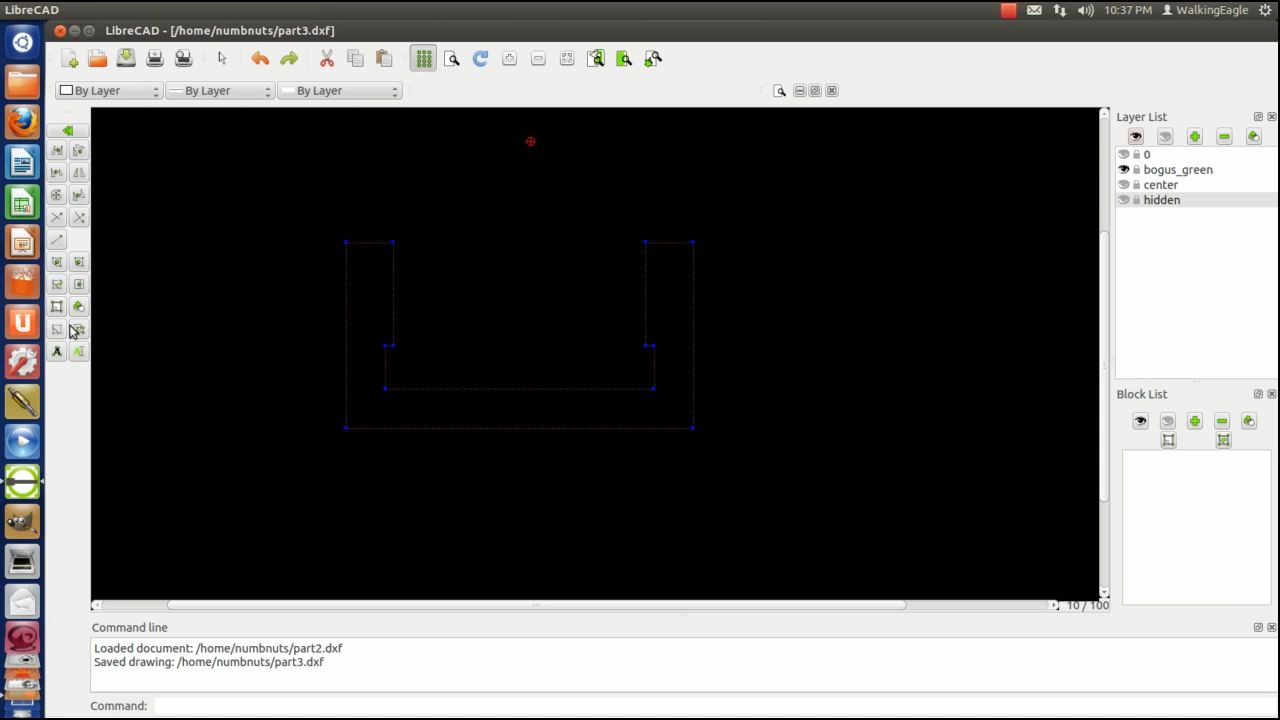 LibreCAD
10:37 PM
WalkingEagle
LibreCAD - [/home/numbnuts/part3.dxf]
By Layer
By Layer
By Layer
Layer List
0
bogus_green
center
hidden
Block List
10 / 100
Command line
Loaded document: /home/numbnuts/part2.dxf
Saved drawing: /home/numbnuts/part3.dxf
Command: